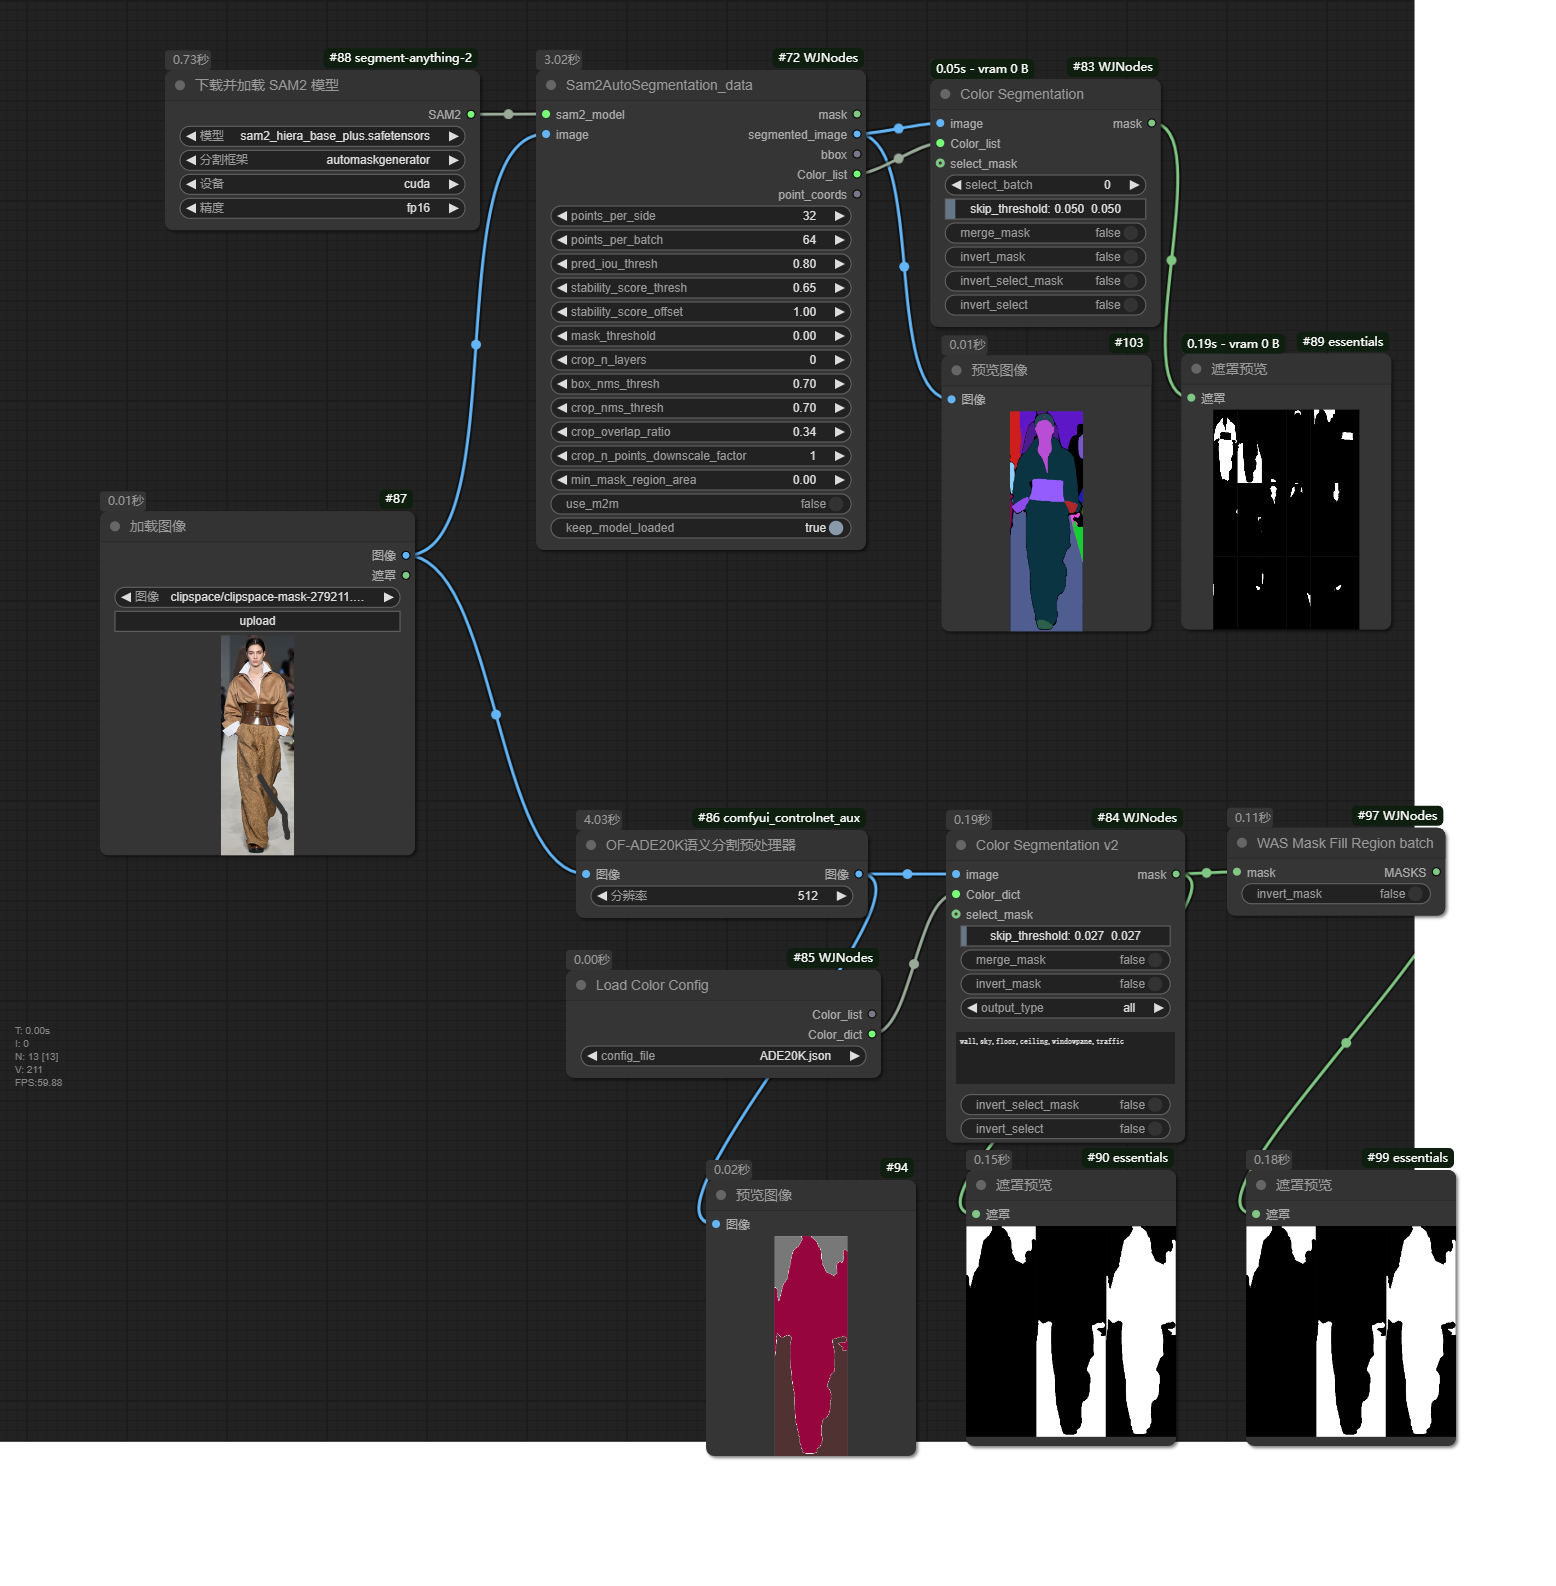 0.73秒
#88 segment-anything-2
下载并加载 SAM2 模型
SAM2
模型 sam2_hiera_base_plus.safetensors
分割框架 automaskgenerator
设备 cuda
精度 fp16
3.02秒
#72 WJNodes
Sam2AutoSegmentation_data
sam2_model mask
image segmented_image
bbox
Color_list
point_coords
points_per_side 32
points_per_batch 64
pred_iou_thresh 0.80
stability_score_thresh 0.65
stability_score_offset 1.00
mask_threshold 0.00
crop_n_layers 0
box_nms_thresh 0.70
crop_nms_thresh 0.70
crop_overlap_ratio 0.34
crop_n_points_downscale_factor 1
min_mask_region_area 0.00
use_m2m false
keep_model_loaded true
0.05s - vram 0 B
#83 WJNodes
Color Segmentation
image mask
Color_list
select_mask
select_batch 0
skip_threshold: 0.050 0.050
merge_mask false
invert_mask false
invert_select_mask false
invert_select false
0.01秒
#103
预览图像
图像
0.19s - vram 0 B
#89 essentials
遮罩预览
遮罩
0.01秒
#87
加载图像
图像
遮罩
图像 clipspace/clipspace-mask-279211....
upload
4.03秒
#86 comfyui_controlnet_aux
OF-ADE20K语义分割预处理器
图像 图像
分辨率 512
0.00秒
#85 WJNodes
Load Color Config
Color_list
Color_dict
config_file ADE20K.json
0.19秒
#84 WJNodes
Color Segmentation v2
image mask
Color_dict
select_mask
skip_threshold: 0.027 0.027
merge_mask false
invert_mask false
output_type all
wall,sky,floor,ceiling,windowpane,traffic
invert_select_mask false
invert_select false
0.11秒
#97 WJNodes
WAS Mask Fill Region batch
mask MASKS
invert_mask false
T: 0.00s
I: 0
N: 13 [13]
V: 211
FPS:59.88
0.02秒
#94
预览图像
图像
0.15秒
#90 essentials
遮罩预览
遮罩
0.18秒
#99 essentials
遮罩预览
遮罩